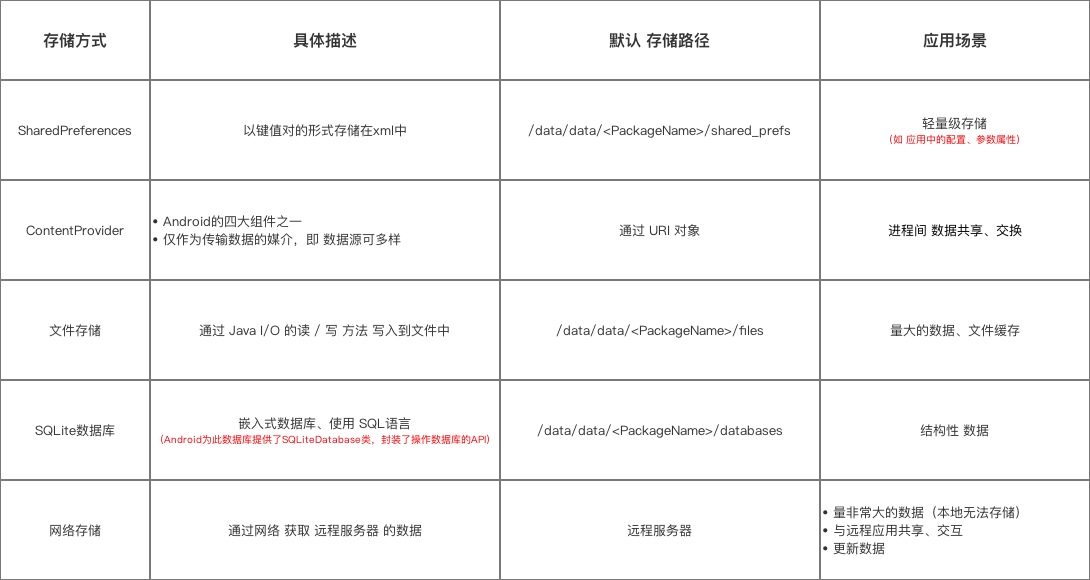 存储方式
具体描述
默认 存储路径
应用场景
SharedPreferences
以键值对的形式存储在xml中
/data/data/<PackageName>/shared_prefs
轻量级存储
(如 应用中的配置、参数属性)
ContentProvider
• Android的四大组件之一
• 仅作为传输数据的媒介，即 数据源可多样
通过 URI 对象
进程间 数据共享、交换
文件存储
通过 Java I/O 的读 / 写 方法 写入到文件中
/data/data/<PackageName>/files
量大的数据、文件缓存
SQLite数据库
嵌入式数据库、使用 SQL语言
(Android为此数据库提供了SQLiteDatabase类，封装了操作数据库的API)
/data/data/<PackageName>/databases
结构性 数据
网络存储
通过网络 获取 远程服务器 的数据
远程服务器
• 量非常大的数据（本地无法存储）
• 与远程应用共享、交互
• 更新数据